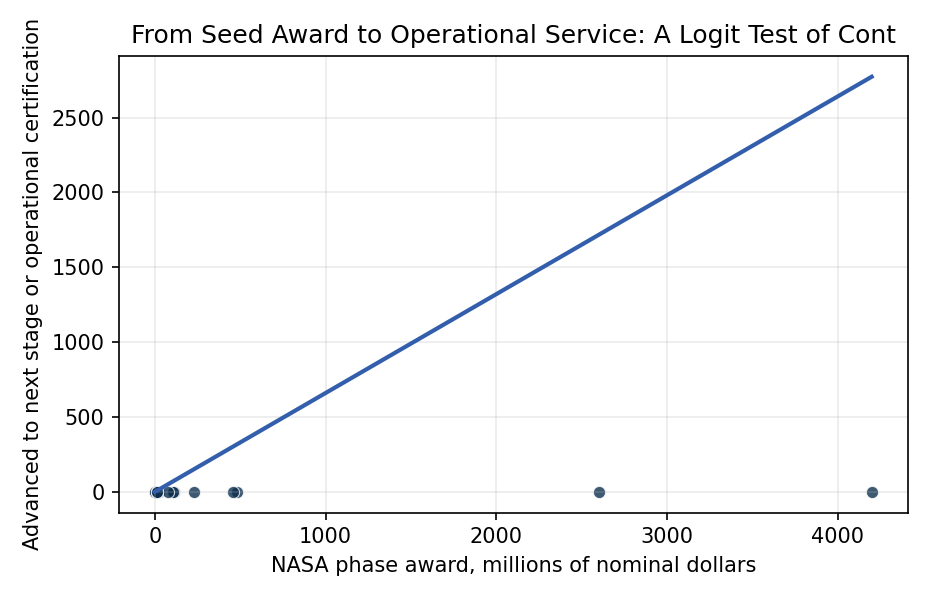 From Seed Award to Operational Service: A Logit Test of Cont
Advanced to next stage or operational certification
2500
2000
1500
1000
500
0
0 1000 2000 3000 4000
NASA phase award, millions of nominal dollars